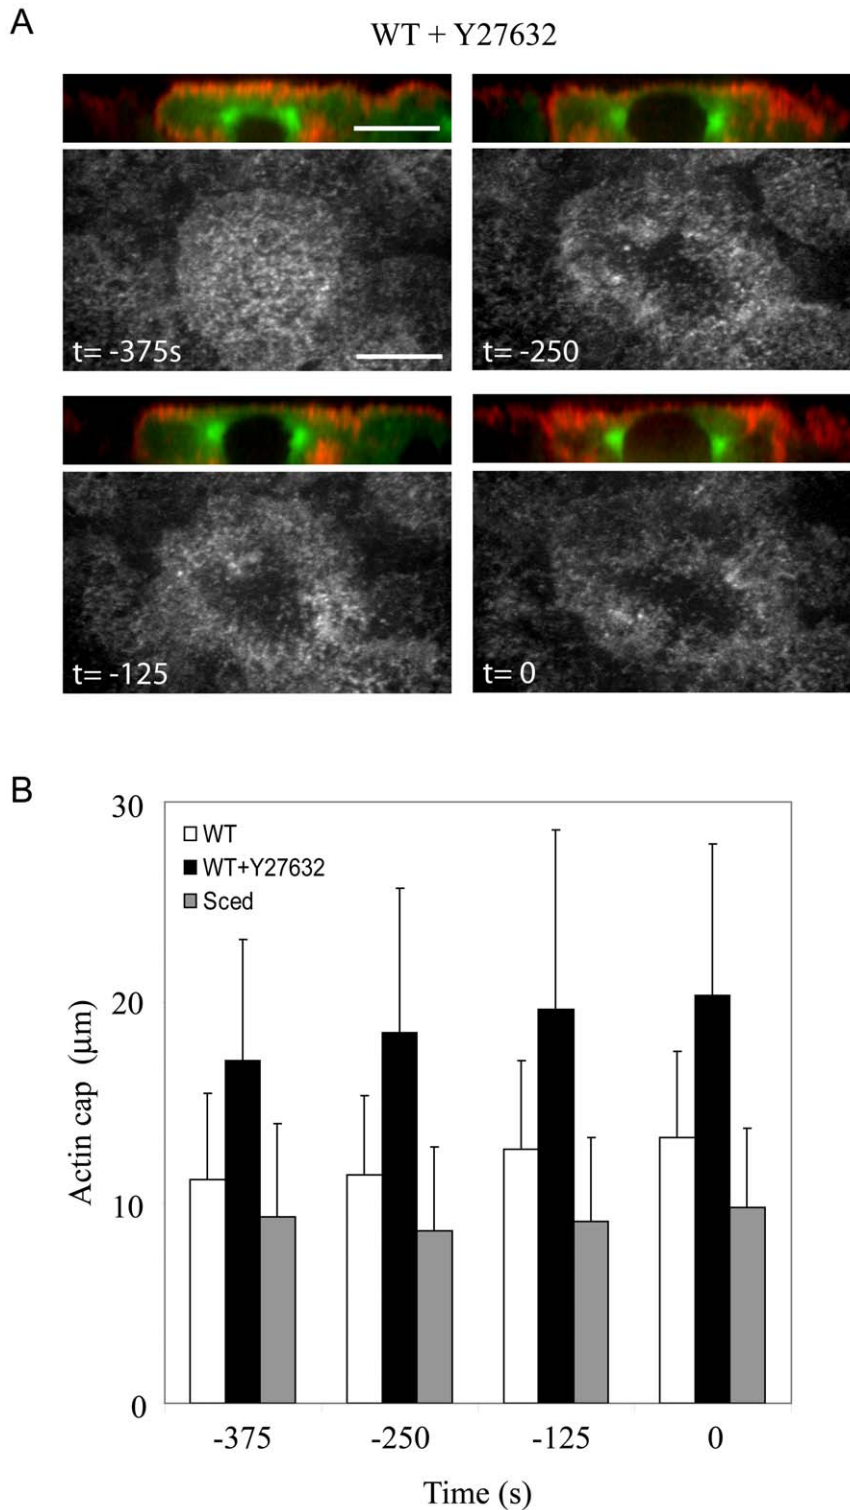 A
WT + Y27632
t= -375s
t= -250
t= -125
t= 0
B
30
20
10
0
Actin cap (µm)
WT
WT+Y27632
Sced
-375
-250
-125
0
Time (s)